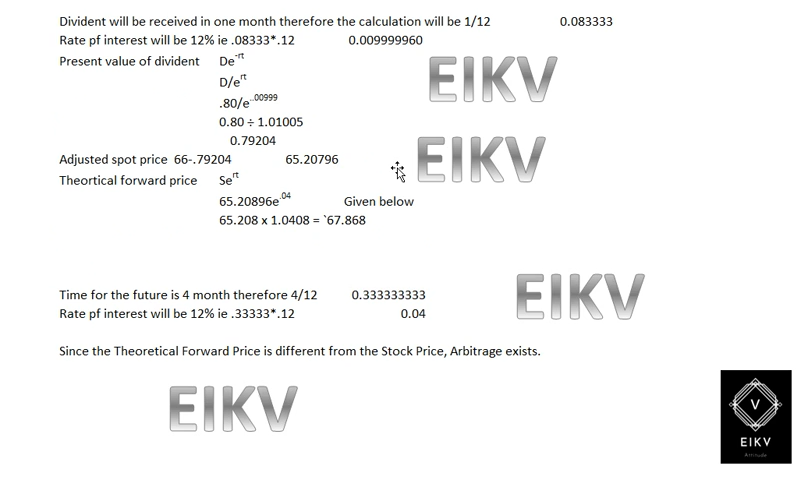 Divident will be received in one month therefore the calculation will be 1/12 0.083333
Rate pf interest will be 12% ie .08333*.12 0.009999960
Present value of divident De-rt
D/ert
.80/e.00999
0.80 ÷ 1.01005
0.79204
Adjusted spot price 66-.79204 65.20796
Theortical forward price Sert
65.20896e.04 Given below
65.208 x 1.0408 = `67.868
Time for the future is 4 month therefore 4/12 0.333333333
Rate pf interest will be 12% ie .33333*.12 0.04
Since the Theoretical Forward Price is different from the Stock Price, Arbitrage exists.
EIKV
EIKV
EIKV
EIKV
V
EIKV
Attitude